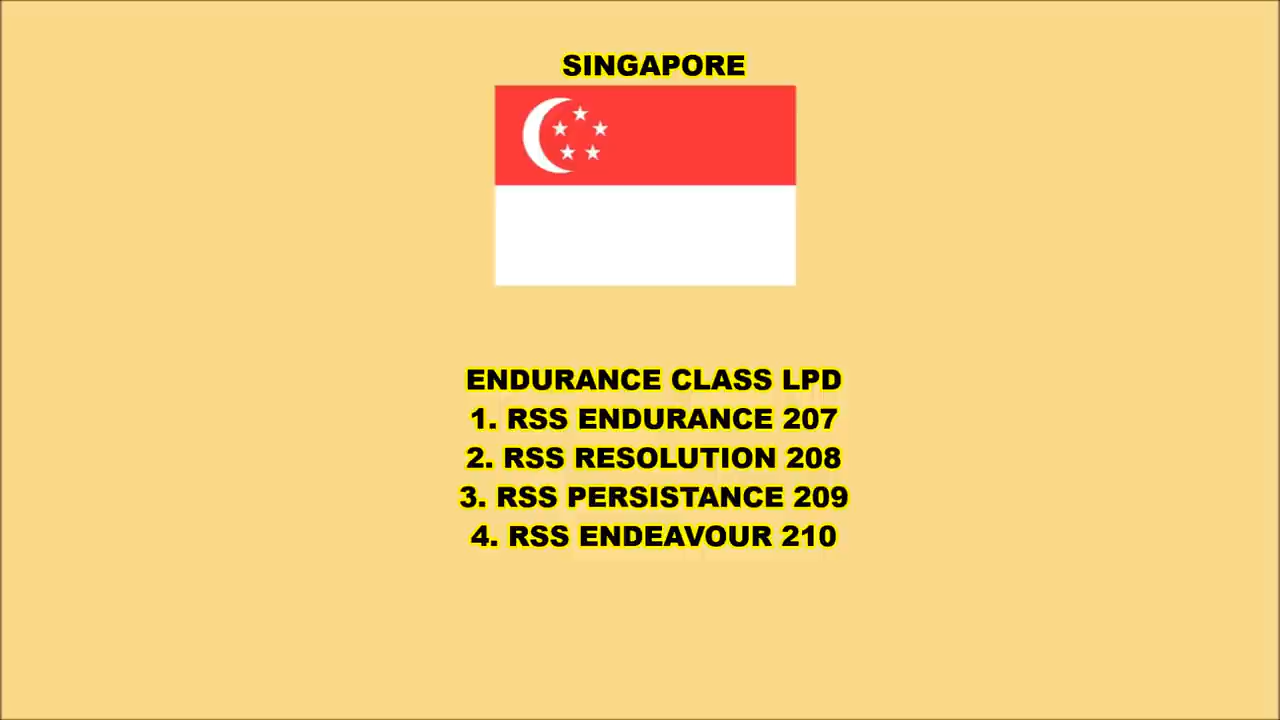 SINGAPORE
ENDURANCE CLASS LPD
1. RSS ENDURANCE 207
2. RSS RESOLUTION 208
3. RSS PERSISTANCE 209
4. RSS ENDEAVOUR 210